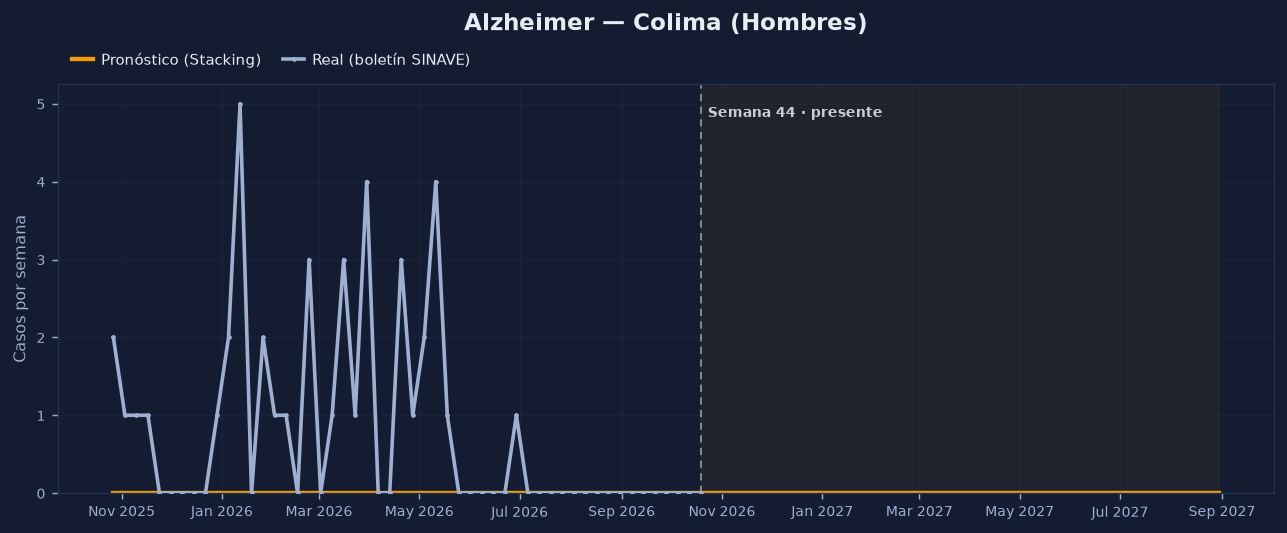 Alzheimer — Colima (Hombres)
Pronóstico (Stacking)
Real (boletín SINAVE)
Semana 44 · presente
Casos por semana
5
4
3
2
1
0
Nov 2025
Jan 2026
Mar 2026
May 2026
Jul 2026
Sep 2026
Nov 2026
Jan 2027
Mar 2027
May 2027
Jul 2027
Sep 2027